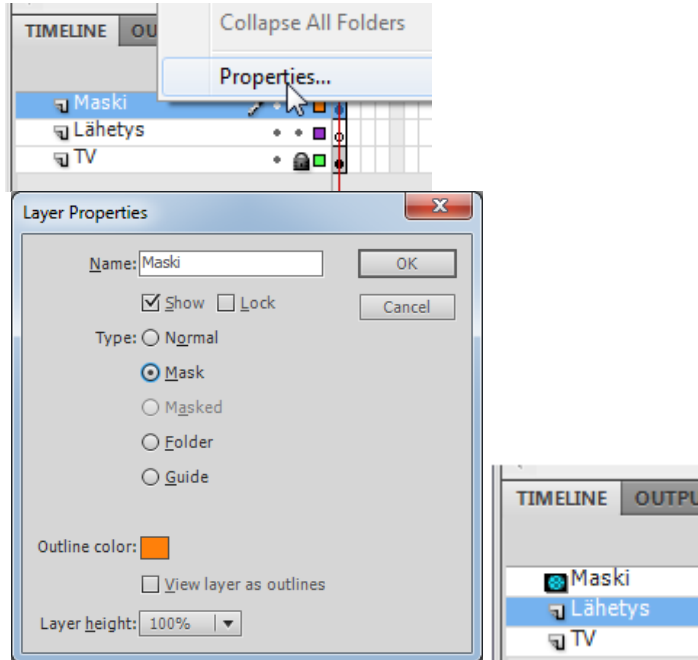 Collapse All Folders
TIMELINE OU
Properties...
Maski
Lähetys
TV
Layer Properties
Name: Maski
OK
Show Lock
Cancel
Type: Normal
Mask
Masked
Folder
Guide
Outline color:
View layer as outlines
Layer height: 100%
TIMELINE OUTPU
Maski
Lähetys
TV